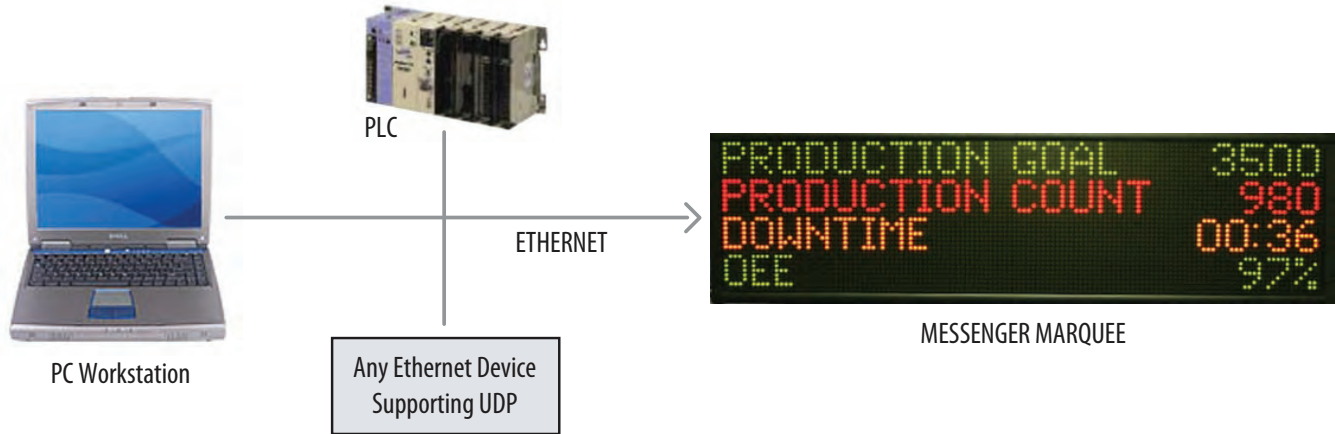 PLC
PRODUCTION GOAL 3500
PRODUCTION COUNT 980
DOWNTIME 00:36
OEE 97%
ETHERNET
MESSENGER MARQUEE
PC Workstation
Any Ethernet Device
Supporting UDP